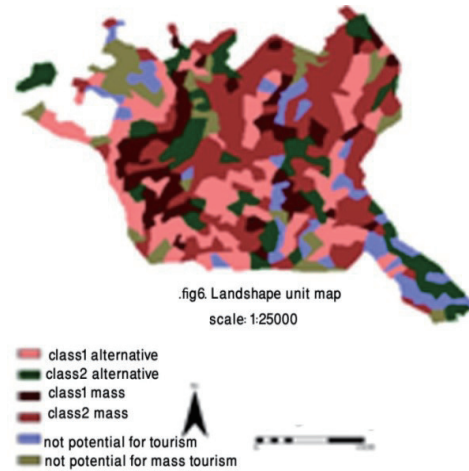 .fig6. Landshape unit map
scale: 1:25000
class1 alternative
class2 alternative
class1 mass
class2 mass
not potential for tourism
not potential for mass tourism